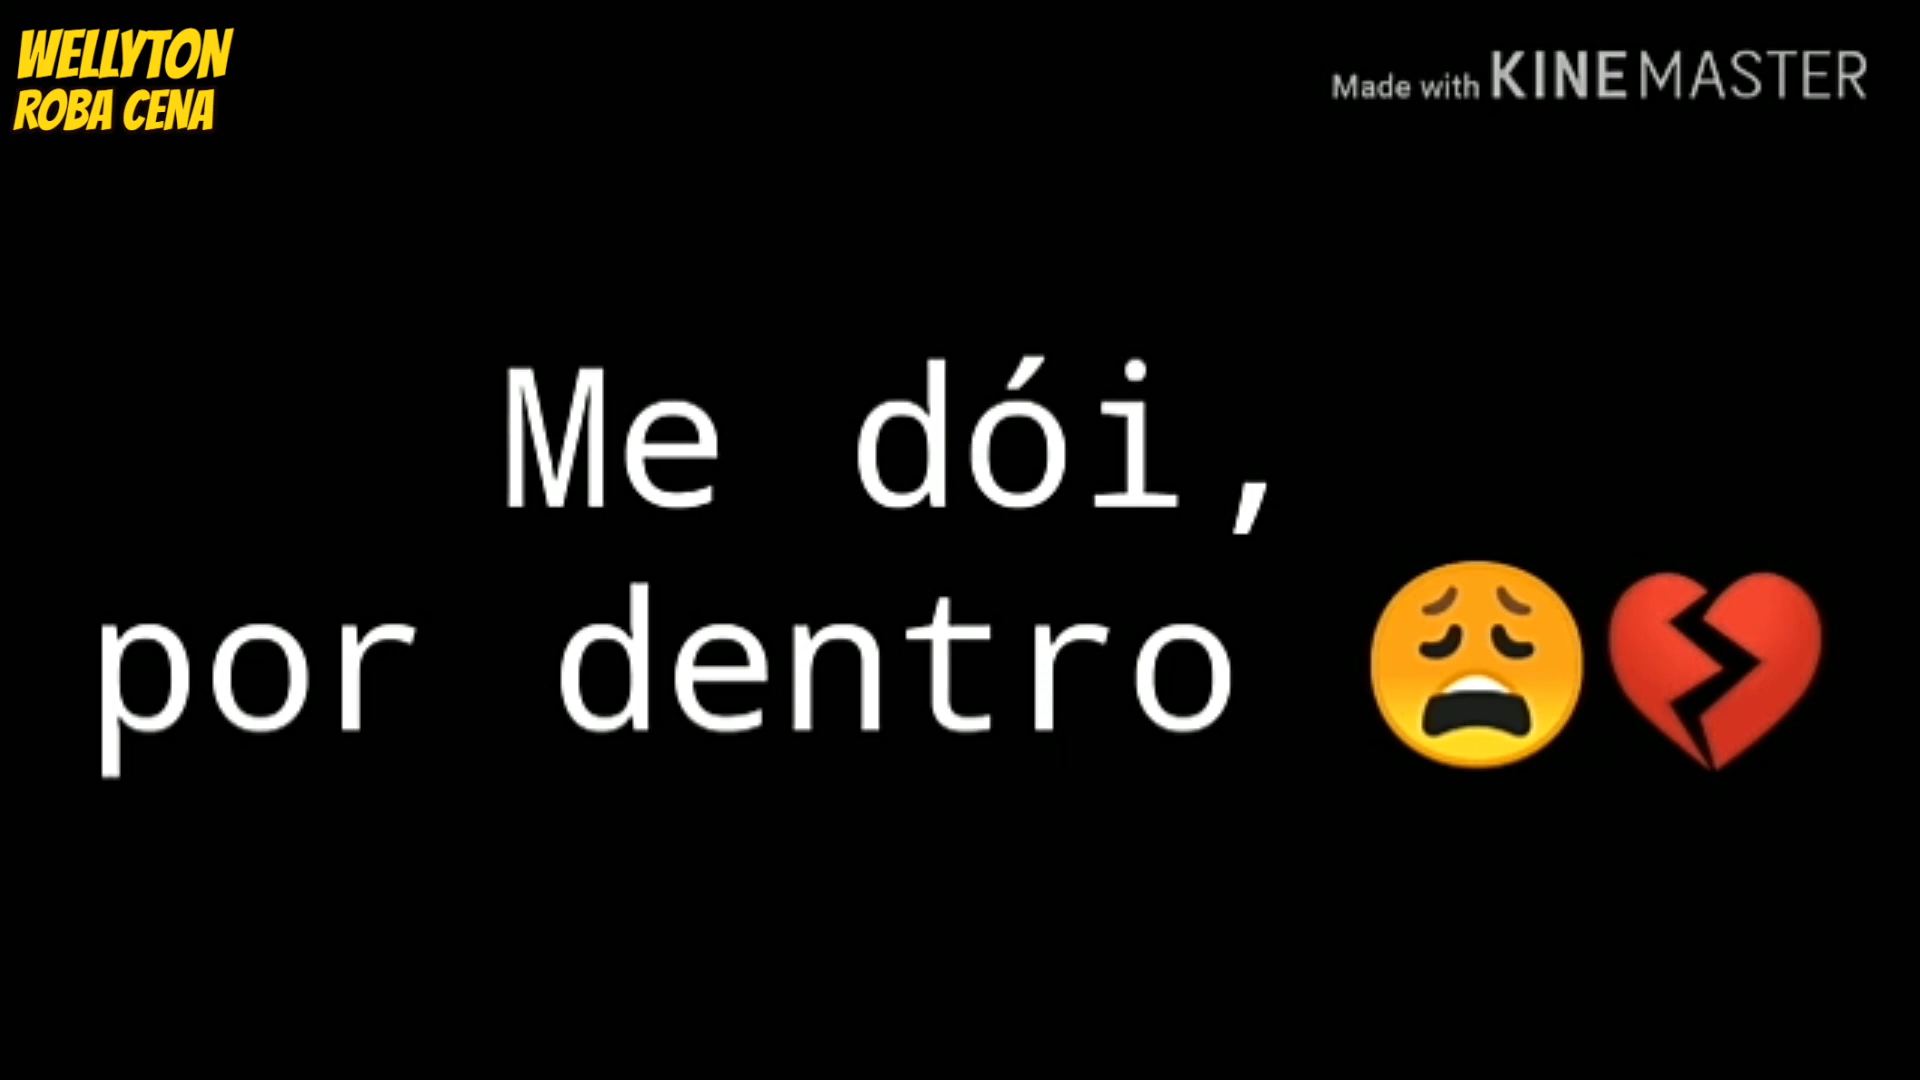 WELLYTON
ROBA CENA
Made with KINEMASTER
Me dói,
por dentro 😩💔